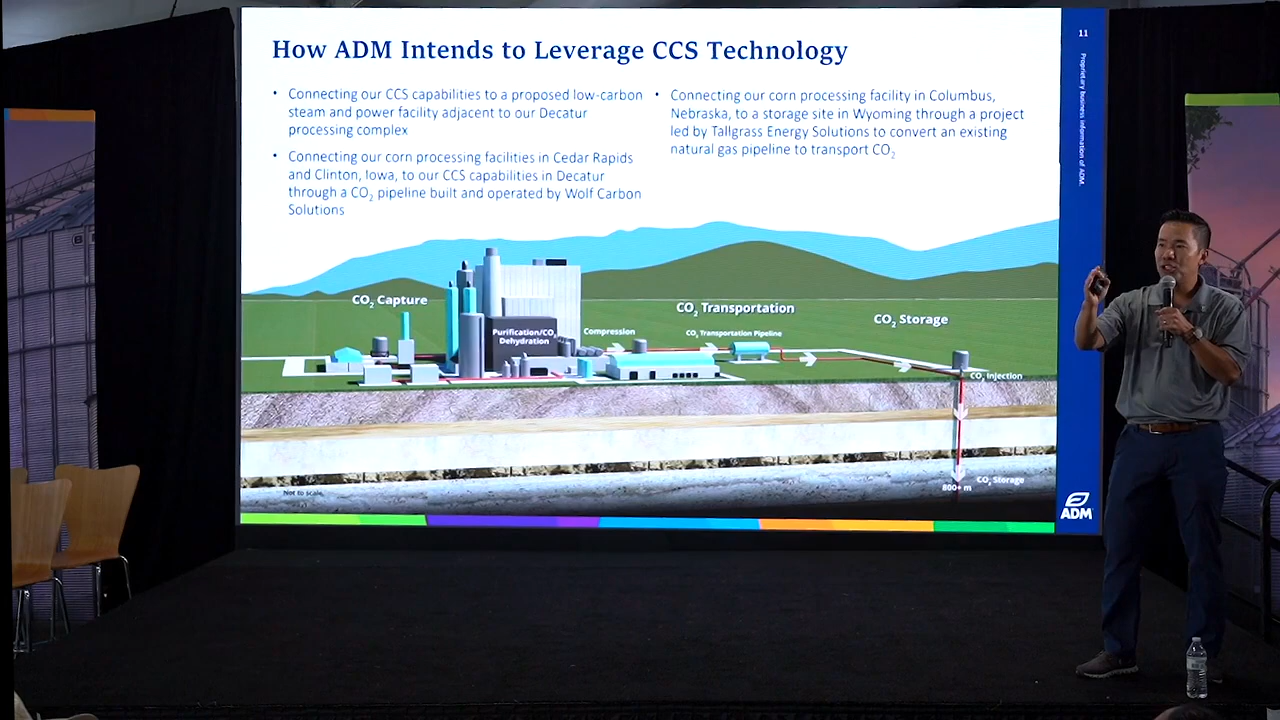 How ADM Intends to Leverage CCS Technology
• Connecting our CCS capabilities to a proposed low-carbon
steam and power facility adjacent to our Decatur
processing complex
• Connecting our corn processing facilities in Cedar Rapids
and Clinton, Iowa, to our CCS capabilities in Decatur
through a CO₂ pipeline built and operated by Wolf Carbon
Solutions
• Connecting our corn processing facility in Columbus,
Nebraska, to a storage site in Wyoming through a project
led by Tallgrass Energy Solutions to convert an existing
natural gas pipeline to transport CO₂
11
Proprietary business information of ADM.
CO₂ Capture
Purification/CO₂
Dehydration
Compression
CO₂ Transportation
CO₂ Transportation Pipeline
CO₂ Storage
CO₂ Injection
CO₂ Storage
800+ m
Not to scale.
ADM